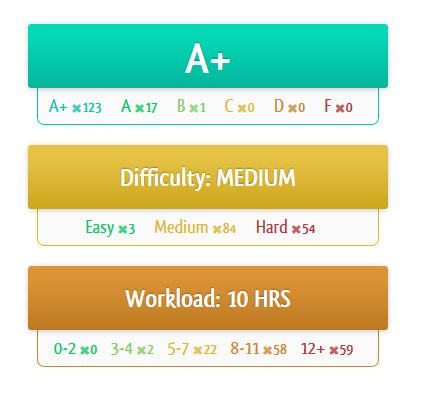 A+
A+ ✖123 A ✖17 B ✖1 C ✖0 D ✖0 F ✖0
Difficulty: MEDIUM
Easy ✖3 Medium ✖84 Hard ✖54
Workload: 10 HRS
0-2 ✖0 3-4 ✖2 5-7 ✖22 8-11 ✖58 12+ ✖59